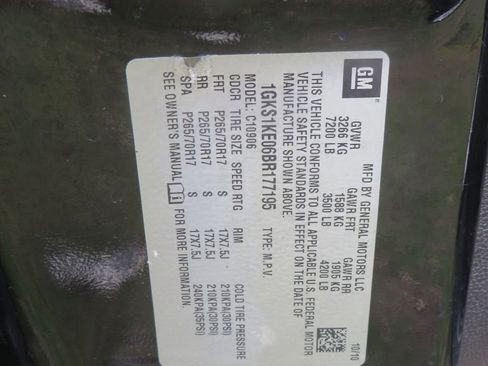 GM
MFD BY GENERAL MOTORS LLC
10/10
GVWR GAWR FRT GAWR RR
3266 KG 1588 KG 1905 KG
7200 LB 3500 LB 4200 LB
THIS VEHICLE CONFORMS TO ALL APPLICABLE U.S. FEDERAL MOTOR
VEHICLE SAFETY STANDARDS IN EFFECT ON THE DATE OF
1GKS1KE06BR177195 TYPE: M.P.V.
MODEL: C10906
GDCR TIRE SIZE SPEED RTG RIM COLD TIRE PRESSURE
FRT P265/70R17 S 17X7.5J 210KPA(30PSI)
RR P265/70R17 S 17X7.5J 210KPA(30PSI)
SPA P265/70R17 S 17X7.5J 240KPA(35PSI)
SEE OWNER'S MANUAL FOR MORE INFORMATION.